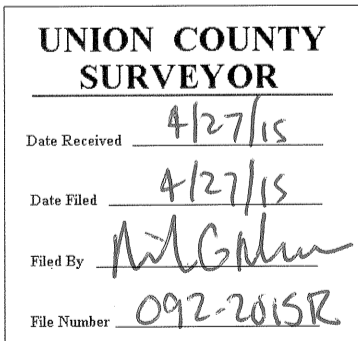 UNION COUNTY
SURVEYOR
Date Received 4/27/15
Date Filed 4/27/15
Filed By
File Number 092-2015R